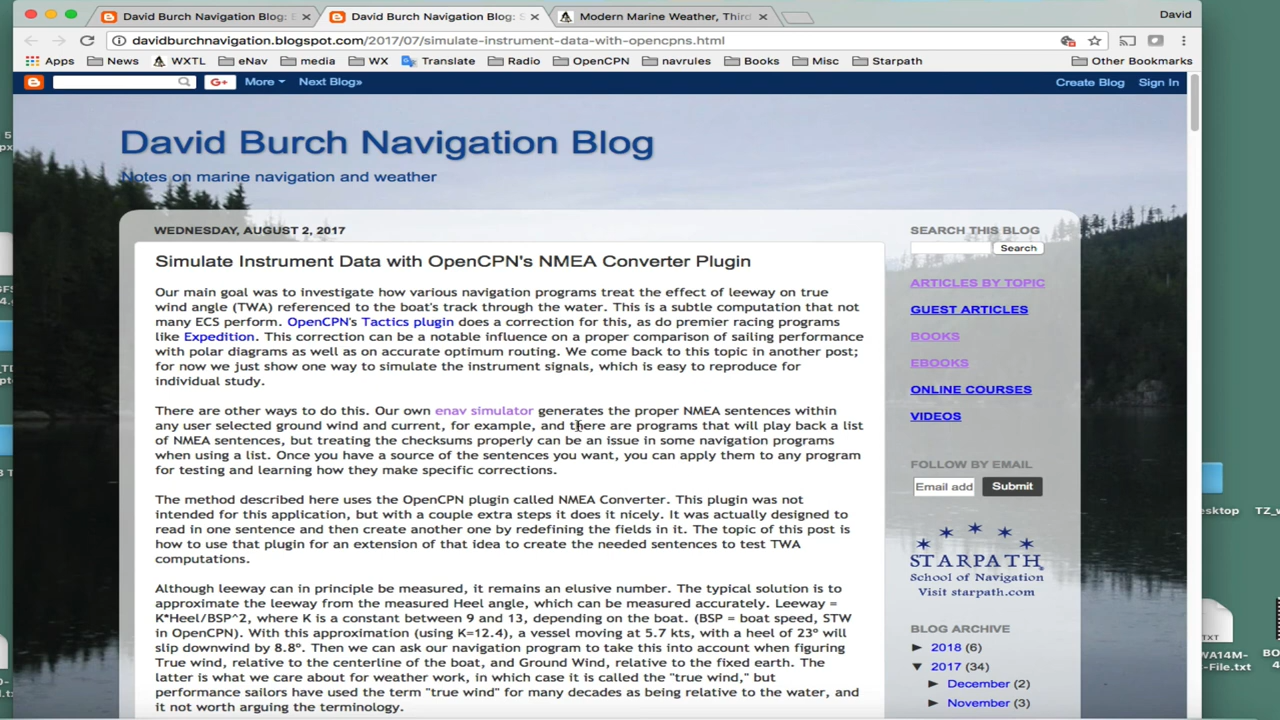 David Burch Navigation Blog: E
David Burch Navigation Blog: S
Modern Marine Weather, Third
David
davidburchnavigation.blogspot.com/2017/07/simulate-instrument-data-with-opencpns.html
Apps News WXTL eNav media WX Translate Radio OpenCPN navrules Books Misc Starpath Other Bookmarks
G+ More Next Blog» Create Blog Sign In
David Burch Navigation Blog
Notes on marine navigation and weather
WEDNESDAY, AUGUST 2, 2017
Simulate Instrument Data with OpenCPN's NMEA Converter Plugin
Our main goal was to investigate how various navigation programs treat the effect of leeway on true
wind angle (TWA) referenced to the boat's track through the water. This is a subtle computation that not
many ECS perform. OpenCPN's Tactics plugin does a correction for this, as do premier racing programs
like Expedition. This correction can be a notable influence on a proper comparison of sailing performance
with polar diagrams as well as on accurate optimum routing. We come back to this topic in another post;
for now we just show one way to simulate the instrument signals, which is easy to reproduce for
individual study.
There are other ways to do this. Our own enav simulator generates the proper NMEA sentences within
any user selected ground wind and current, for example, and there are programs that will play back a list
of NMEA sentences, but treating the checksums properly can be an issue in some navigation programs
when using a list. Once you have a source of the sentences you want, you can apply them to any program
for testing and learning how they make specific corrections.
The method described here uses the OpenCPN plugin called NMEA Converter. This plugin was not
intended for this application, but with a couple extra steps it does it nicely. It was actually designed to
read in one sentence and then create another one by redefining the fields in it. The topic of this post is
how to use that plugin for an extension of that idea to create the needed sentences to test TWA
computations.
Although leeway can in principle be measured, it remains an elusive number. The typical solution is to
approximate the leeway from the measured Heel angle, which can be measured accurately. Leeway =
K*Heel/BSP^2, where K is a constant between 9 and 13, depending on the boat. (BSP = boat speed, STW
in OpenCPN). With this approximation (using K=12.4), a vessel moving at 5.7 kts, with a heel of 23º will
slip downwind by 8.8º. Then we can ask our navigation program to take this into account when figuring
True wind, relative to the centerline of the boat, and Ground Wind, relative to the fixed earth. The
latter is what we care about for weather work, in which case it is called the "true wind," but
performance sailors have used the term "true wind" for many decades as being relative to the water, and
it not worth arguing the terminology.
SEARCH THIS BLOG
Search
ARTICLES BY TOPIC
GUEST ARTICLES
BOOKS
EBOOKS
ONLINE COURSES
VIDEOS
FOLLOW BY EMAIL
Email add Submit
STARPATH®
School of Navigation
Visit starpath.com
BLOG ARCHIVE
► 2018 (6)
▼ 2017 (34)
► December (2)
► November (3)
esktop
TZ_w
TXT
WA14M-
-File.txt
BO